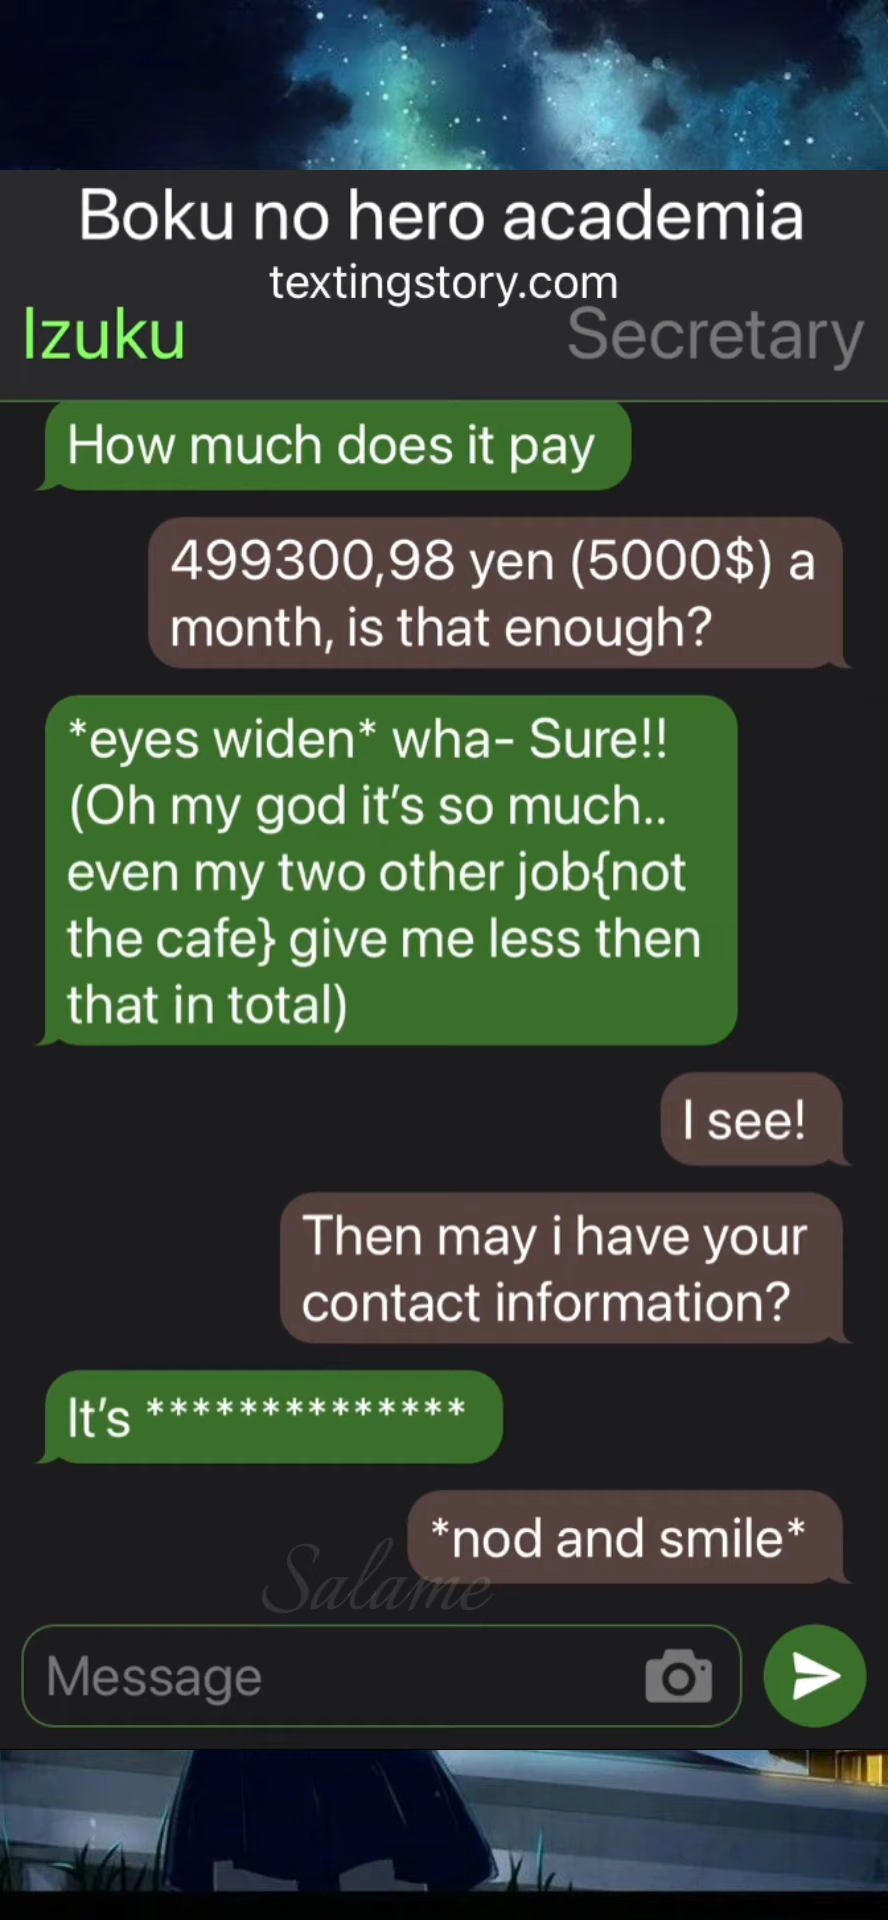 Boku no hero academia
textingstory.com
Izuku
Secretary
How much does it pay
499300,98 yen (5000$) a
month, is that enough?
*eyes widen* wha- Sure!!
(Oh my god it’s so much..
even my two other job{not
the cafe} give me less then
that in total)
I see!
Then may i have your
contact information?
It’s **************
*nod and smile*
Salame
Message